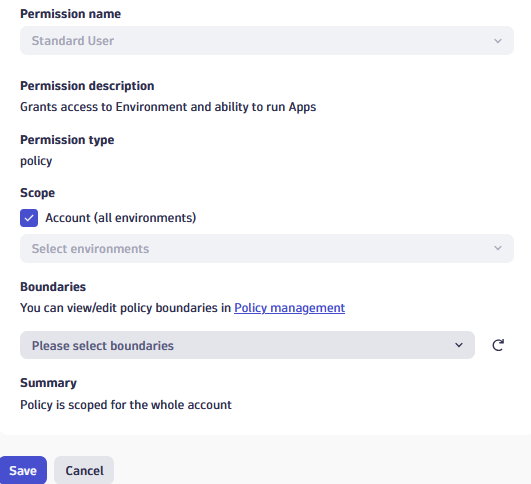 Permission name
Standard User
Permission description
Grants access to Environment and ability to run Apps
Permission type
policy
Scope
Account (all environments)
Select environments
Boundaries
You can view/edit policy boundaries in Policy management
Please select boundaries
Summary
Policy is scoped for the whole account
Save Cancel